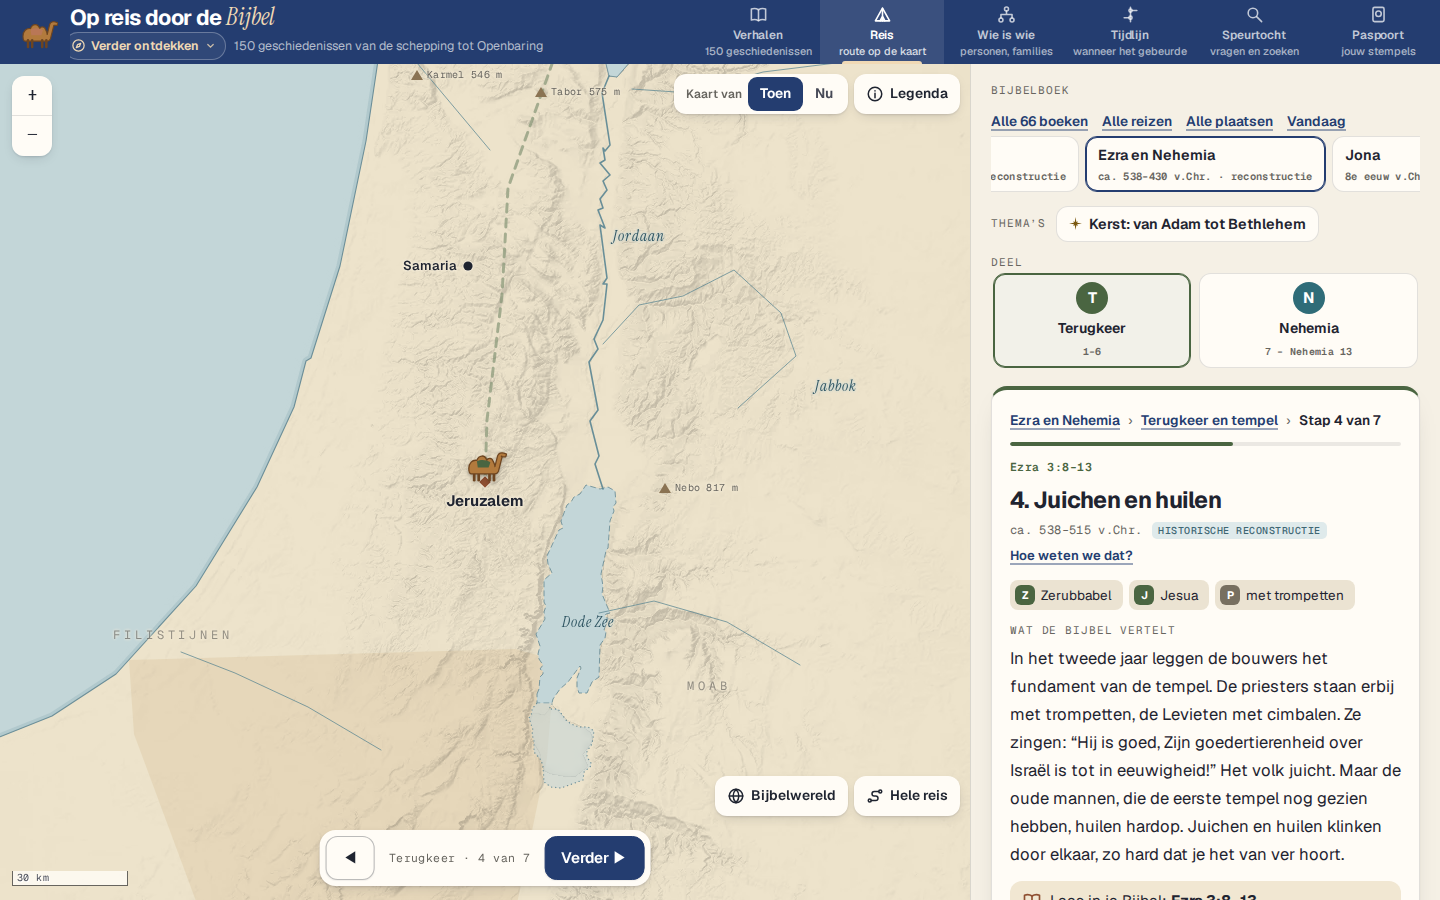 Op reis door de Bijbel
Verder ontdekken
150 geschiedenissen van de schepping tot Openbaring
Verhalen
150 geschiedenissen
Reis
route op de kaart
Wie is wie
personen, families
Tijdlijn
wanneer het gebeurde
Speurtocht
vragen en zoeken
Paspoort
jouw stempels
+
−
Karmel 546 m
Tabor 575 m
Kaart van
Toen
Nu
Legenda
Jordaan
Samaria
Jabbok
Jeruzalem
Nebo 817 m
Dode Zee
FILISTIJNEN
MOAB
Bijbelwereld
Hele reis
Terugkeer · 4 van 7
Verder
30 km
BIJBELBOEK
Alle 66 boeken
Alle reizen
Alle plaatsen
Vandaag
econstructie
Ezra en Nehemia
ca. 538–430 v.Chr. · reconstructie
Jona
8e eeuw v.Ch
THEMA'S
Kerst: van Adam tot Bethlehem
DEEL
T
Terugkeer
1–6
N
Nehemia
7 – Nehemia 13
Ezra en Nehemia › Terugkeer en tempel › Stap 4 van 7
Ezra 3:8-13
4. Juichen en huilen
ca. 538–515 v.Chr.
HISTORISCHE RECONSTRUCTIE
Hoe weten we dat?
Z Zerubbabel
J Jesua
P met trompetten
WAT DE BIJBEL VERTELT
In het tweede jaar leggen de bouwers het
fundament van de tempel. De priesters staan erbij
met trompetten, de Levieten met cimbalen. Ze
zingen: “Hij is goed, Zijn goedertierenheid over
Israël is tot in eeuwigheid!” Het volk juicht. Maar de
oude mannen, die de eerste tempel nog gezien
hebben, huilen hardop. Juichen en huilen klinken
door elkaar, zo hard dat je het van ver hoort.
Lees in je Bijbel: Ezra 3:8-13